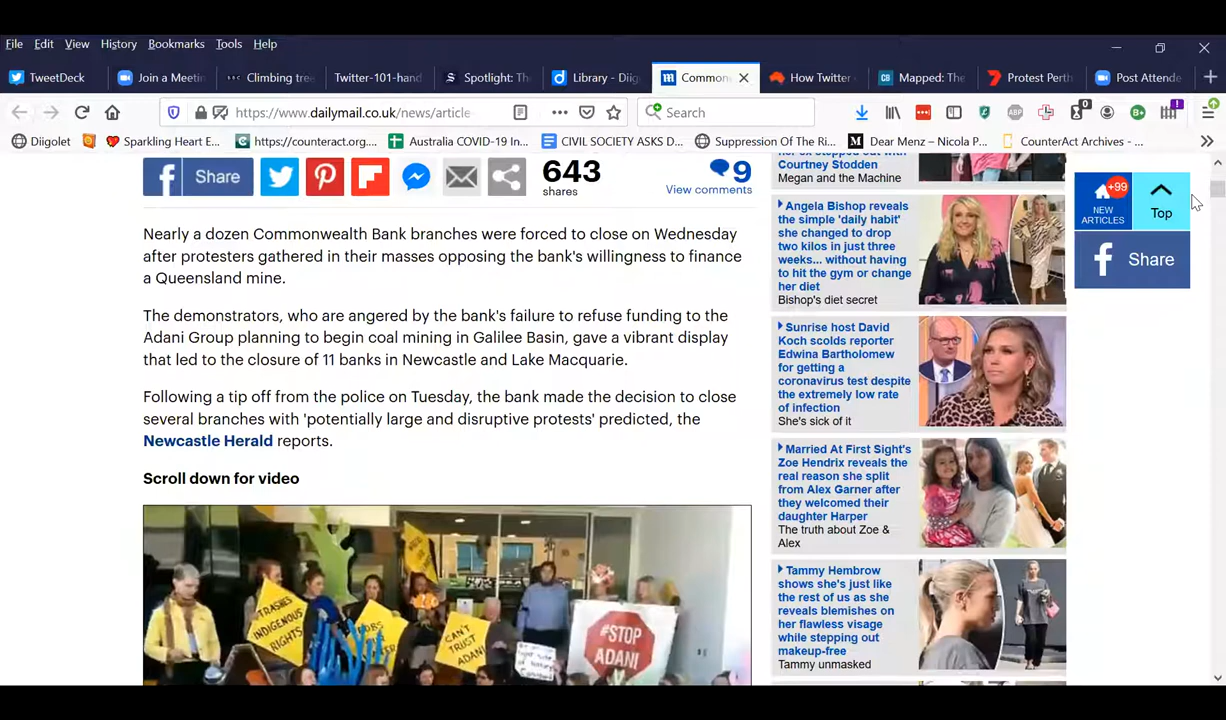 File Edit View History Bookmarks Tools Help
TweetDeck
Join a Meetin
Climbing tree
Twitter-101-hand
Spotlight: The
Library - Diig
Common
How Twitter
Mapped: The
Protest Perth
Post Attende
https://www.dailymail.co.uk/news/article
Search
Diigolet
Sparkling Heart E...
https://counteract.org....
Australia COVID-19 In...
CIVIL SOCIETY ASKS D...
Suppression Of The Ri...
Dear Menz – Nicola P...
CounterAct Archives - ...
Share
643
shares
9
View comments
Nearly a dozen Commonwealth Bank branches were forced to close on Wednesday
after protesters gathered in their masses opposing the bank's willingness to finance
a Queensland mine.
The demonstrators, who are angered by the bank's failure to refuse funding to the
Adani Group planning to begin coal mining in Galilee Basin, gave a vibrant display
that led to the closure of 11 banks in Newcastle and Lake Macquarie.
Following a tip off from the police on Tuesday, the bank made the decision to close
several branches with 'potentially large and disruptive protests' predicted, the
Newcastle Herald reports.
Scroll down for video
TRASHES
INDIGENOUS
RIGHTS
CAN'T
TRUST
ADANI
#STOP
ADANI
Courtney Stodden
Megan and the Machine
Angela Bishop reveals
the simple 'daily habit'
she changed to drop
two kilos in just three
weeks... without having
to hit the gym or change
her diet
Bishop's diet secret
Sunrise host David
Koch scolds reporter
Edwina Bartholomew
for getting a
coronavirus test despite
the extremely low rate
of infection
She's sick of it
Married At First Sight's
Zoe Hendrix reveals the
real reason she split
from Alex Garner after
they welcomed their
daughter Harper
The truth about Zoe &
Alex
Tammy Hembrow
shows she's just like
the rest of us as she
reveals blemishes on
her flawless visage
while stepping out
makeup-free
Tammy unmasked
+99
NEW
ARTICLES
Top
Share